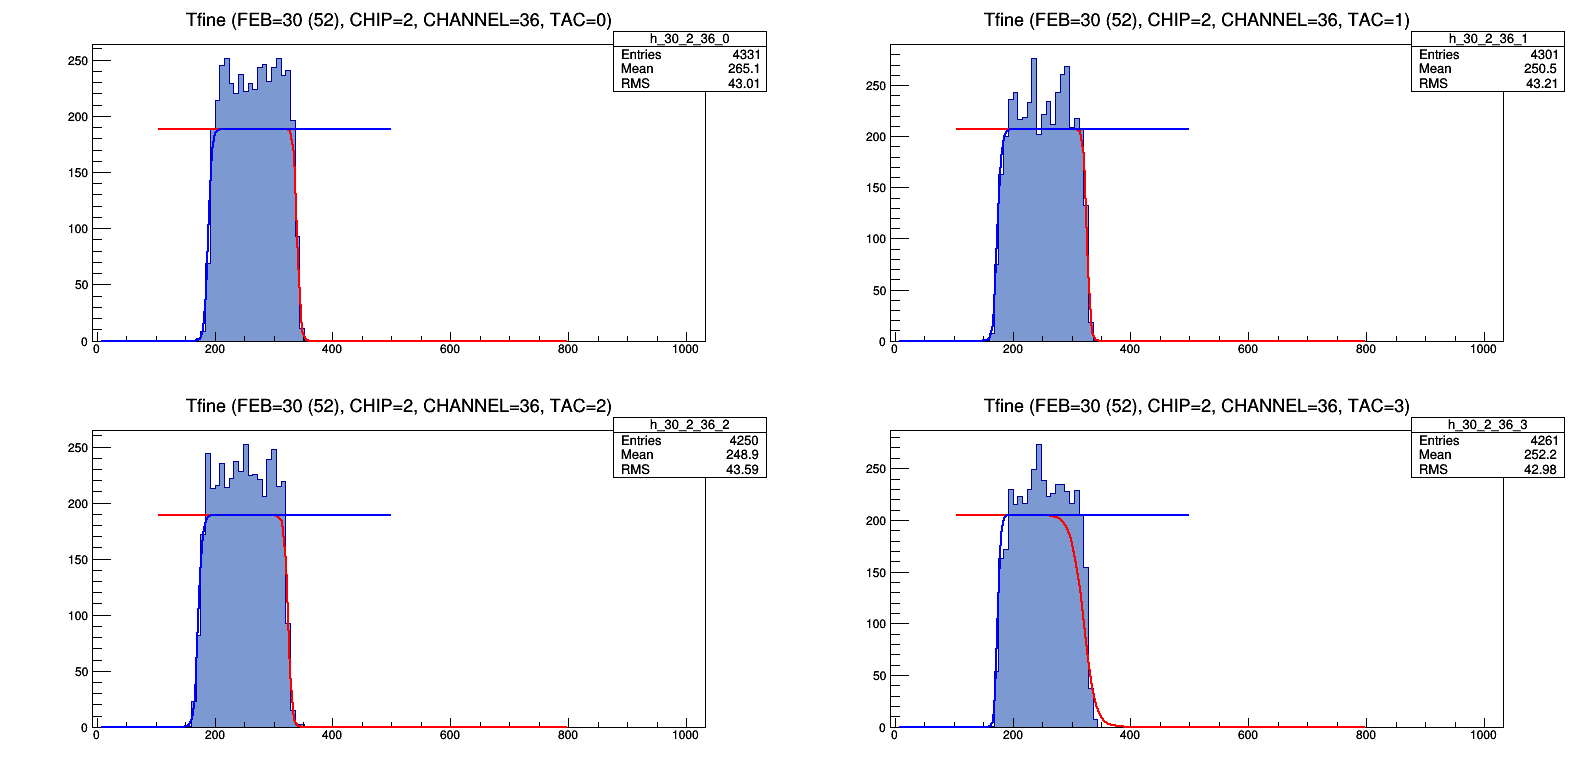 Tfine (FEB=30 (52), CHIP=2, CHANNEL=36, TAC=0)
h_30_2_36_0
Entries 4331
Mean 265.1
RMS 43.01
250
200
150
100
50
0
0 200 400 600 800 1000
Tfine (FEB=30 (52), CHIP=2, CHANNEL=36, TAC=1)
h_30_2_36_1
Entries 4301
Mean 250.5
RMS 43.21
250
200
150
100
50
0
0 200 400 600 800 1000
Tfine (FEB=30 (52), CHIP=2, CHANNEL=36, TAC=2)
h_30_2_36_2
Entries 4250
Mean 248.9
RMS 43.59
250
200
150
100
50
0
0 200 400 600 800 1000
Tfine (FEB=30 (52), CHIP=2, CHANNEL=36, TAC=3)
h_30_2_36_3
Entries 4261
Mean 252.2
RMS 42.98
250
200
150
100
50
0
0 200 400 600 800 1000